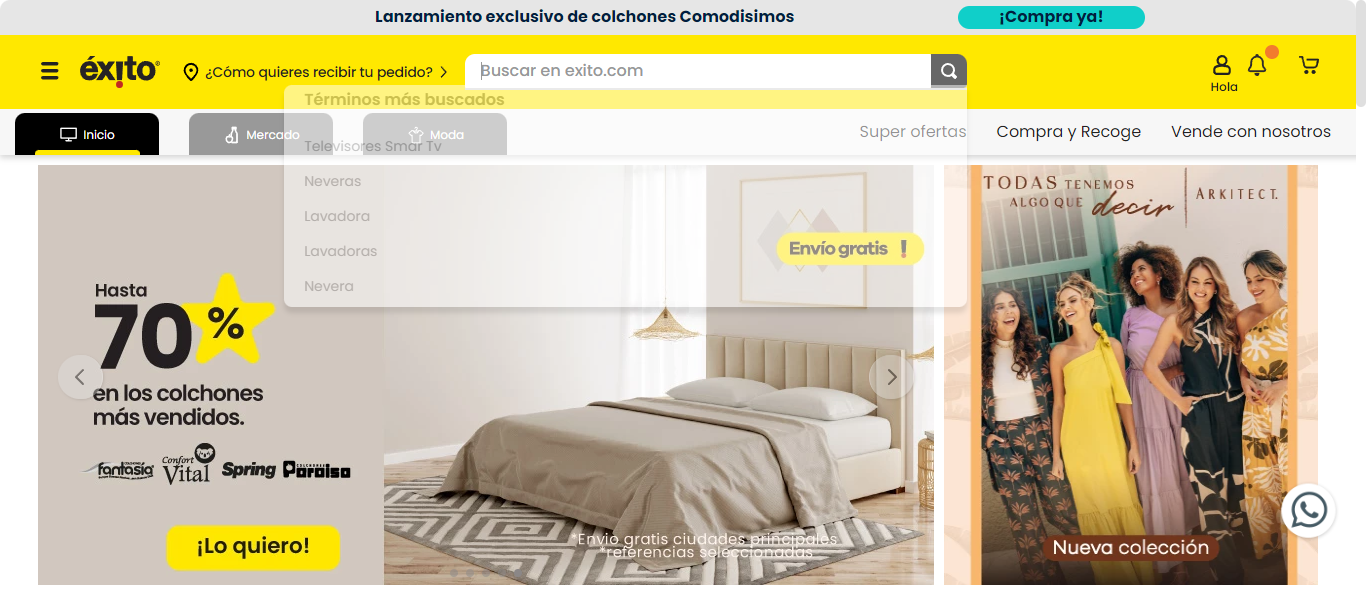 Lanzamiento exclusivo de colchones Comodisimos
¡Compra ya!
éxito
¿Cómo quieres recibir tu pedido?
Buscar en exito.com
Hola
Términos más buscados
Televisores Smar Tv
Neveras
Lavadora
Lavadoras
Nevera
Inicio
Mercado
Moda
Super ofertas
Compra y Recoge
Vende con nosotros
Hasta
70%
en los colchones
más vendidos.
fantasía
Confort Vital
Spring
Paraiso
¡Lo quiero!
Envío gratis
*Envío gratis ciudades principales
*referencias seleccionadas
TODAS TENEMOS
ALGO QUE decir
ARKITECT.
Nueva colección